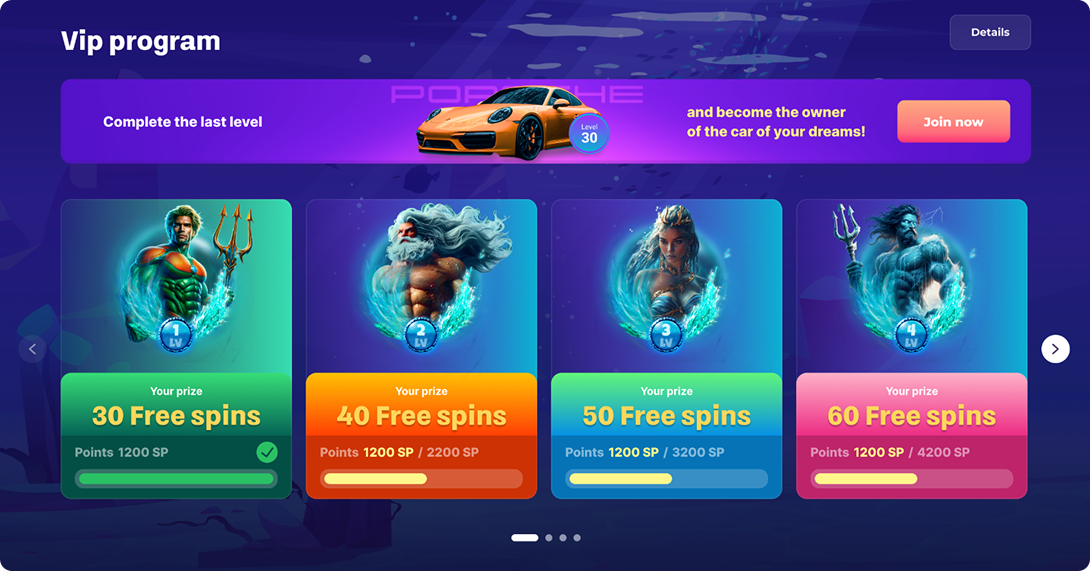 Vip program
Details
PORSCHE
Complete the last level
Level
30
and become the owner
of the car of your dreams!
Join now
1
LV
Your prize
30 Free spins
Points 1200 SP
2
LV
Your prize
40 Free spins
Points 1200 SP / 2200 SP
3
LV
Your prize
50 Free spins
Points 1200 SP / 3200 SP
4
LV
Your prize
60 Free spins
Points 1200 SP / 4200 SP